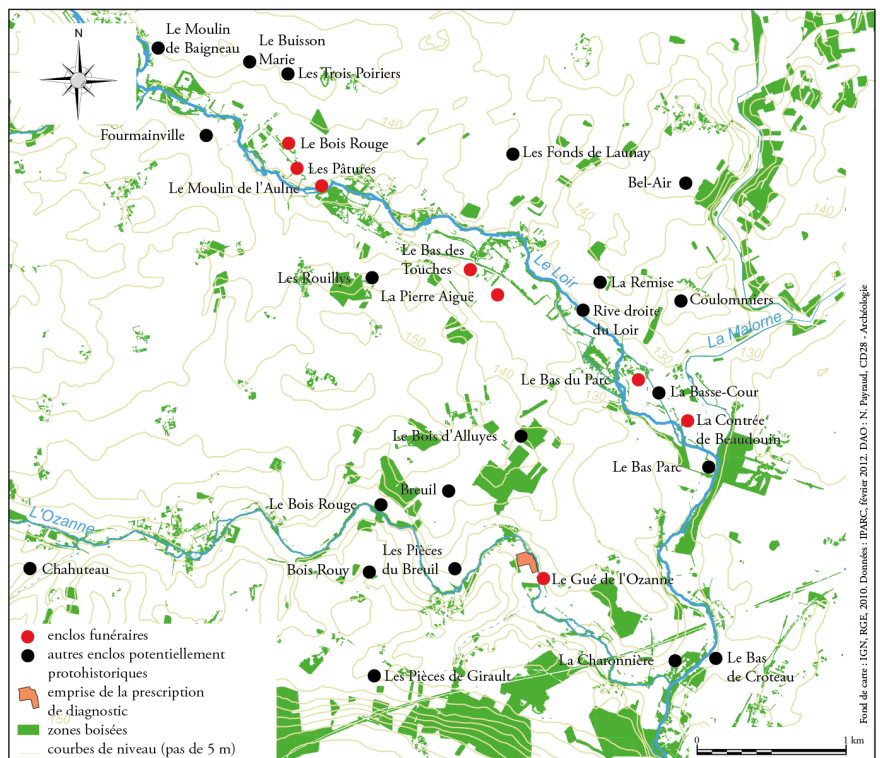 N
Le Moulin
de Baigneau
Le Buisson
Marie
Les Trois-Poiriers
Fourmainville
140
Le Bois Rouge
Les Pâtures
Le Moulin de l'Aulne
Les Fonds de Launay
Bel-Air
140
140
Le Bas des
Touches
Les Rouillys
La Pierre Aiguë
Le Loir
La Remise
Coulommiers
Rive droite
du Loir
La Malorne
130
130
150
140
130
Le Bas du Parc
La Basse-Cour
La Contrée
de Beaudouin
Le Bois d'Alluyes
Le Bas Parc
Breuil
Le Bois Rouge
L'Ozanne
Chahuteau
Bois Rouy
Les Pièces
du Breuil
Le Gué de l'Ozanne
La Charonnière
Le Bas
de Croteau
Les Pièces de Girault
enclos funéraires
autres enclos potentiellement
protohistoriques
emprise de la prescription
de diagnostic
150
zones boisées
courbes de niveau (pas de 5 m)
0 1 km
Fond de carte : IGN, RGE, 2010. Données : IPARC, février 2012. DAO : N. Payraud, CD28 - Archéologie